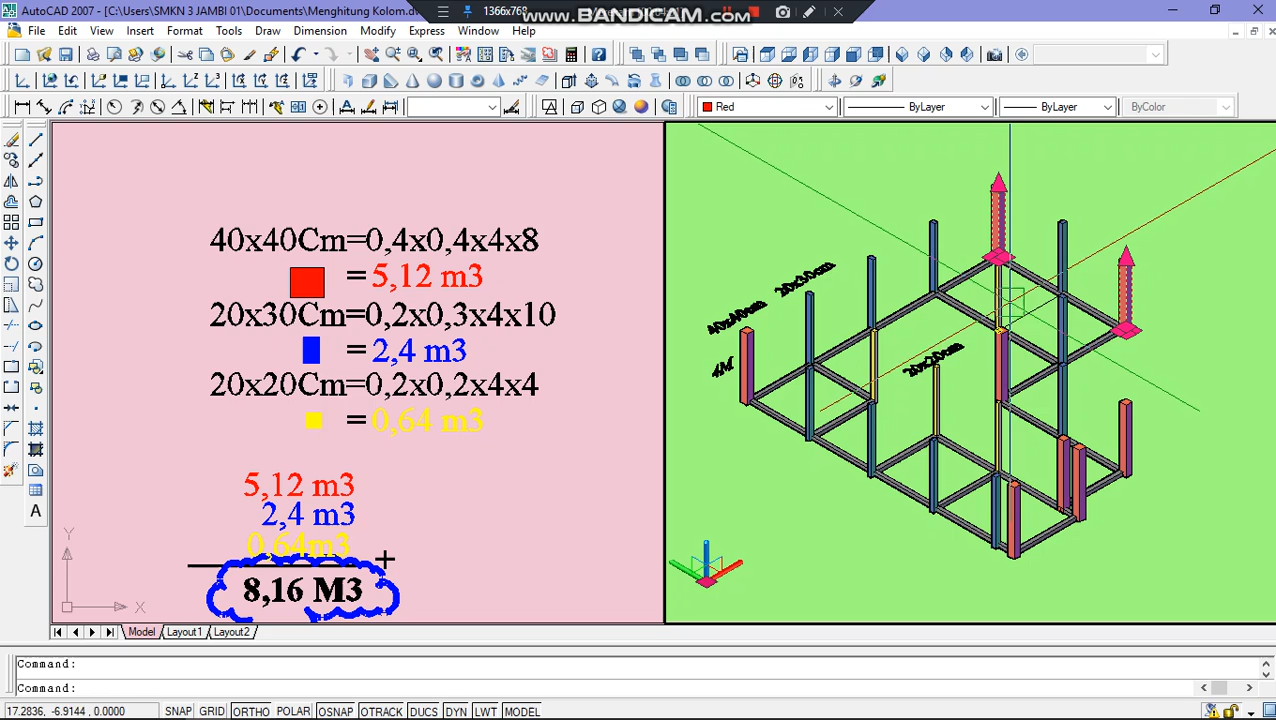 AutoCAD 2007 - [C:\Users\SMKN 3 JAMBI 01\Documents\Menghitung Kolom.d
1366x768
www.BANDICAM.com
File Edit View Insert Format Tools Draw Dimension Modify Express Window Help
Red
ByLayer
ByLayer
ByColor
40x40Cm=0,4x0,4x4x8
= 5,12 m3
20x30Cm=0,2x0,3x4x10
= 2,4 m3
20x20Cm=0,2x0,2x4x4
= 0,64 m3
5,12 m3
2,4 m3
0,64m3
+
8,16 M3
Y
X
20x30cm
40x40cm
4M
20x20cm
Model Layout1 Layout2
Command:
Command:
17.2836, -6.9144, 0.0000
SNAP GRID ORTHO POLAR OSNAP OTRACK DUCS DYN LWT MODEL